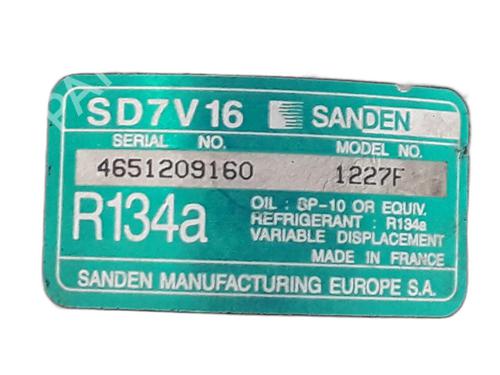 SD7V16 SANDEN
SERIAL NO. MODEL NO.
4651209160 1227F
R134a
OIL : SP-10 OR EQUIV.
REFRIGERANT : R134a
VARIABLE DISPLACEMENT
MADE IN FRANCE
SANDEN MANUFACTURING EUROPE S.A.